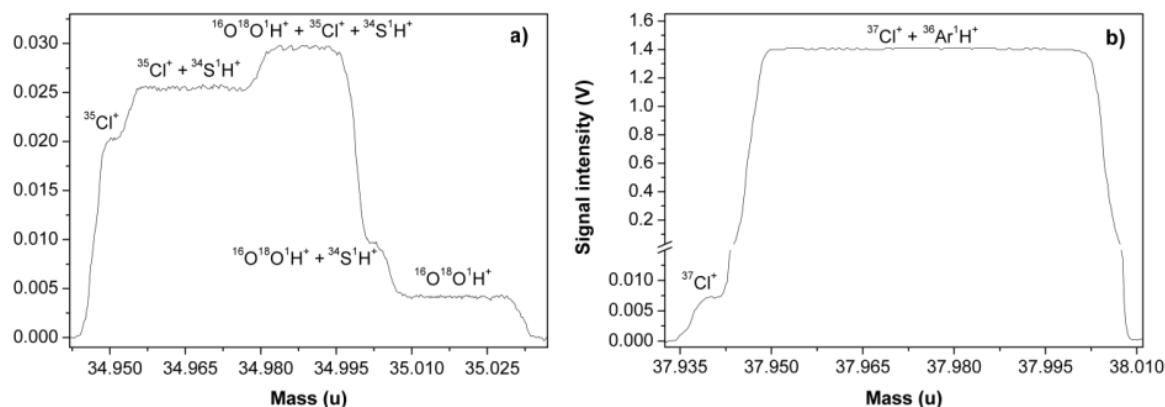 a)
¹⁶O¹⁸O¹H⁺ + ³⁵Cl⁺ + ³⁴S¹H⁺
³⁵Cl⁺ + ³⁴S¹H⁺
³⁵Cl⁺
¹⁶O¹⁸O¹H⁺ + ³⁴S¹H⁺
¹⁶O¹⁸O¹H⁺
0.030
0.025
0.020
0.015
0.010
0.005
0.000
34.950 34.965 34.980 34.995 35.010 35.025
Mass (u)
b)
³⁷Cl⁺ + ³⁶Ar¹H⁺
³⁷Cl⁺
Signal intensity (V)
1.6
1.4
1.2
1.0
0.8
0.6
0.4
0.2
0.010
0.005
0.000
37.935 37.950 37.965 37.980 37.995 38.010
Mass (u)